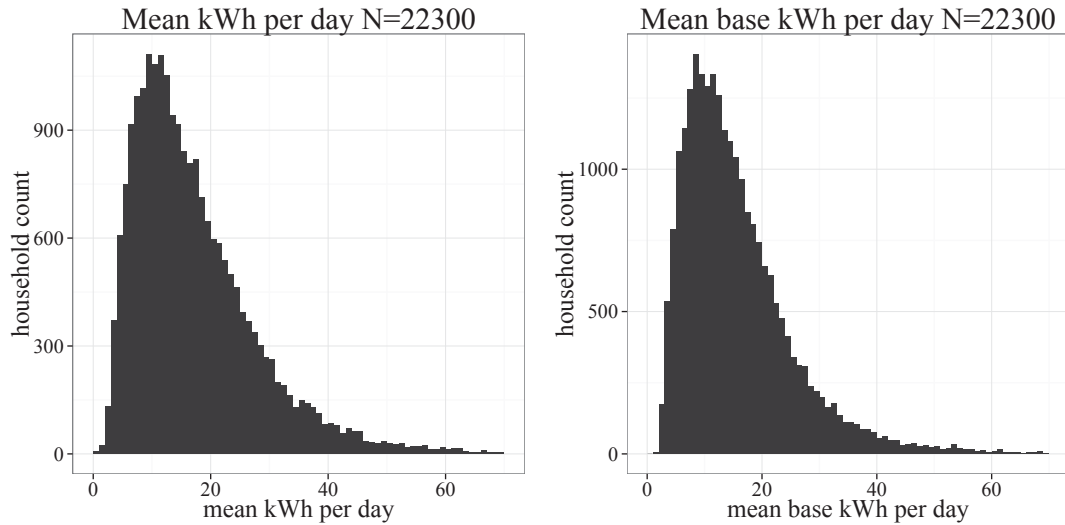 Mean kWh per day N=22300
household count
900
600
300
0
0 20 40 60
mean kWh per day
Mean base kWh per day N=22300
household count
1000
500
0
0 20 40 60
mean base kWh per day